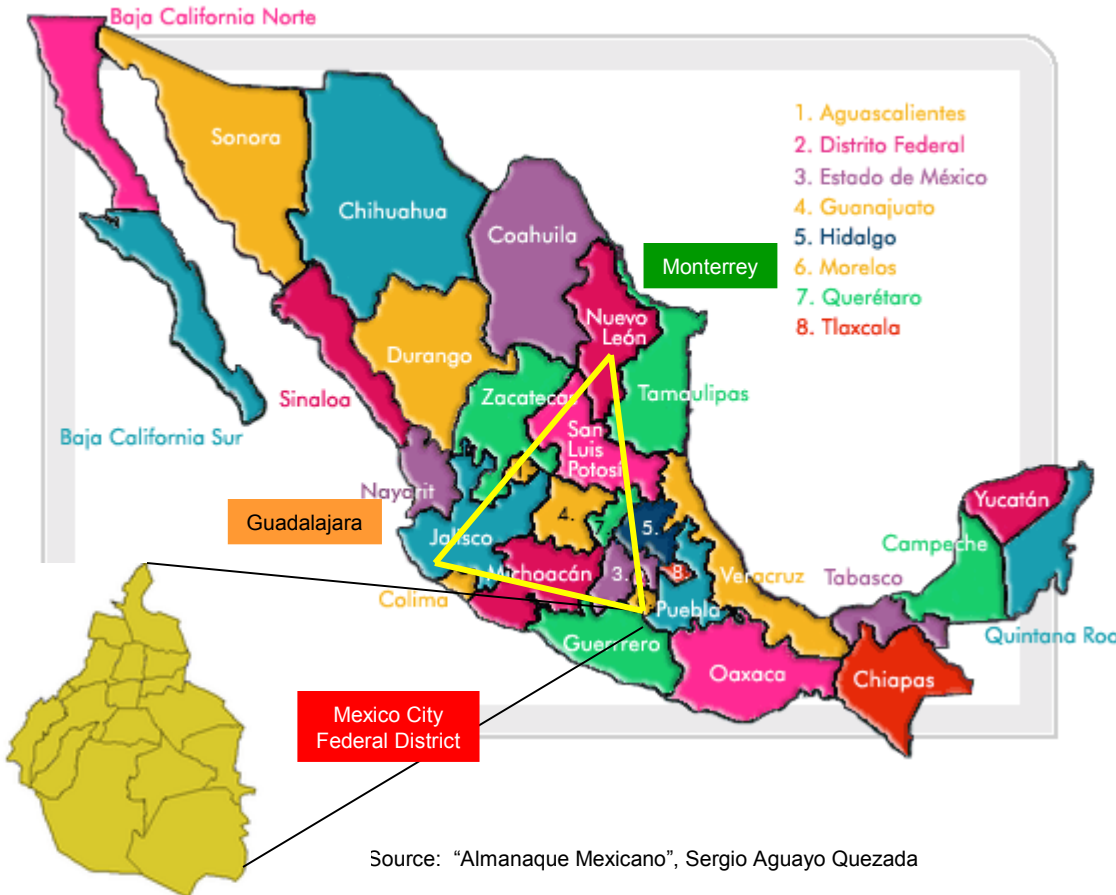 Baja California Norte
Sonora
Chihuahua
Coahuila
1. Aguascalientes
2. Distrito Federal
3. Estado de México
4. Guanajuato
5. Hidalgo
6. Morelos
7. Querétaro
8. Tlaxcala
Monterrey
Nuevo
León
Durango
Sinaloa
Zacatecas
Tamaulipas
San
Luis
Potosí
Baja California Sur
Nayarit
1.
Guadalajara
Jalisco
4.
7.
5.
Yucatán
Campeche
Michoacán
3.
8.
Veracruz
Tabasco
Colima
Puebla
Quintana Roo
Guerrero
Oaxaca
Chiapas
Mexico City
Federal District
Source: “Almanaque Mexicano”, Sergio Aguayo Quezada